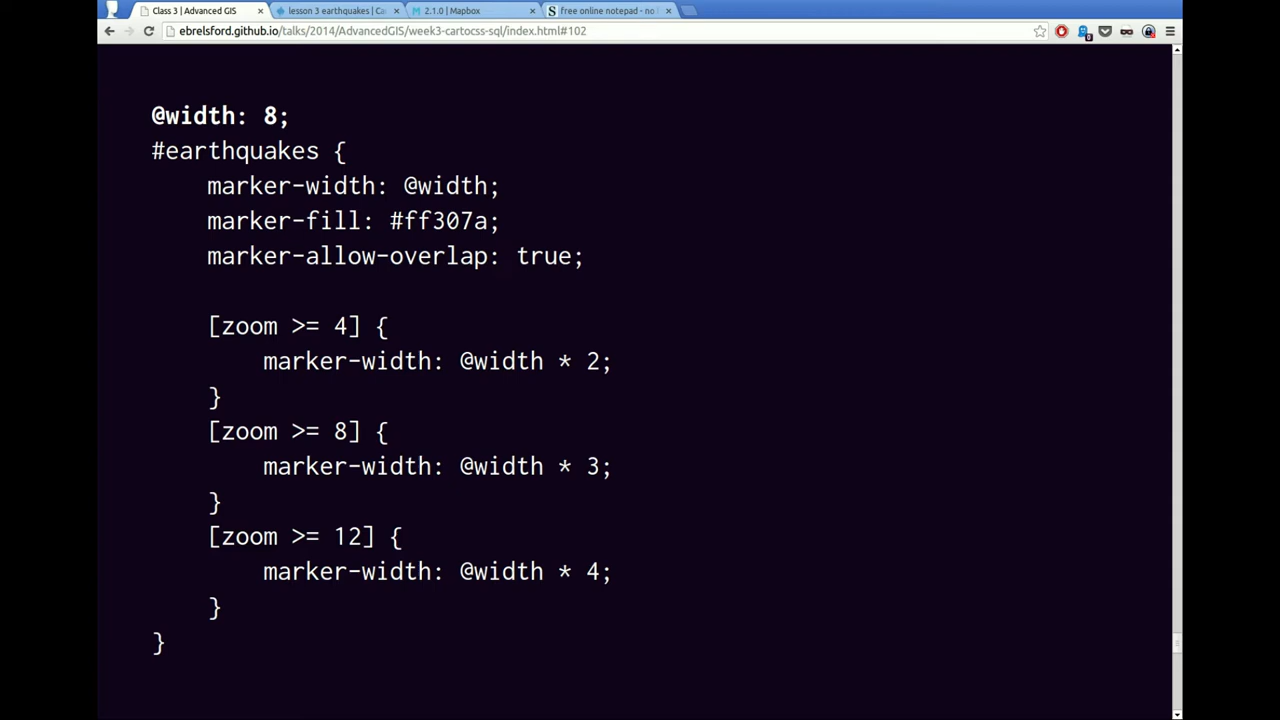 Class 3 | Advanced GIS
lesson 3 earthquakes | Ca
2.1.0 | Mapbox
free online notepad - no l
ebrelsford.github.io/talks/2014/AdvancedGIS/week3-cartocss-sql/index.html#102
@width: 8;
#earthquakes {
marker-width: @width;
marker-fill: #ff307a;
marker-allow-overlap: true;
[zoom >= 4] {
marker-width: @width * 2;
}
[zoom >= 8] {
marker-width: @width * 3;
}
[zoom >= 12] {
marker-width: @width * 4;
}
}